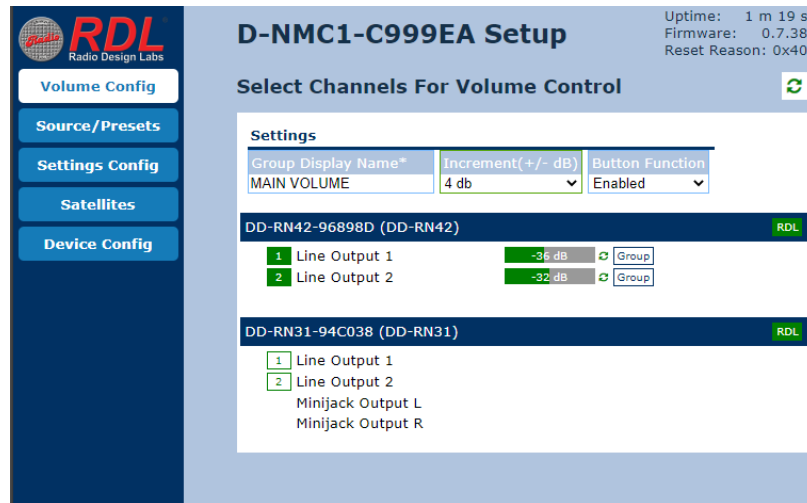 Radio
RDL
Radio Design Labs
D-NMC1-C999EA Setup
Uptime: 1 m 19 s
Firmware: 0.7.38
Reset Reason: 0x40
Volume Config
Source/Presets
Settings Config
Satellites
Device Config
Select Channels For Volume Control
Settings
Group Display Name* Increment(+/- dB) Button Function
MAIN VOLUME 4 db Enabled
DD-RN42-96898D (DD-RN42) RDL
1 Line Output 1 -36 dB Group
2 Line Output 2 -32 dB Group
DD-RN31-94C038 (DD-RN31) RDL
1 Line Output 1
2 Line Output 2
Minijack Output L
Minijack Output R